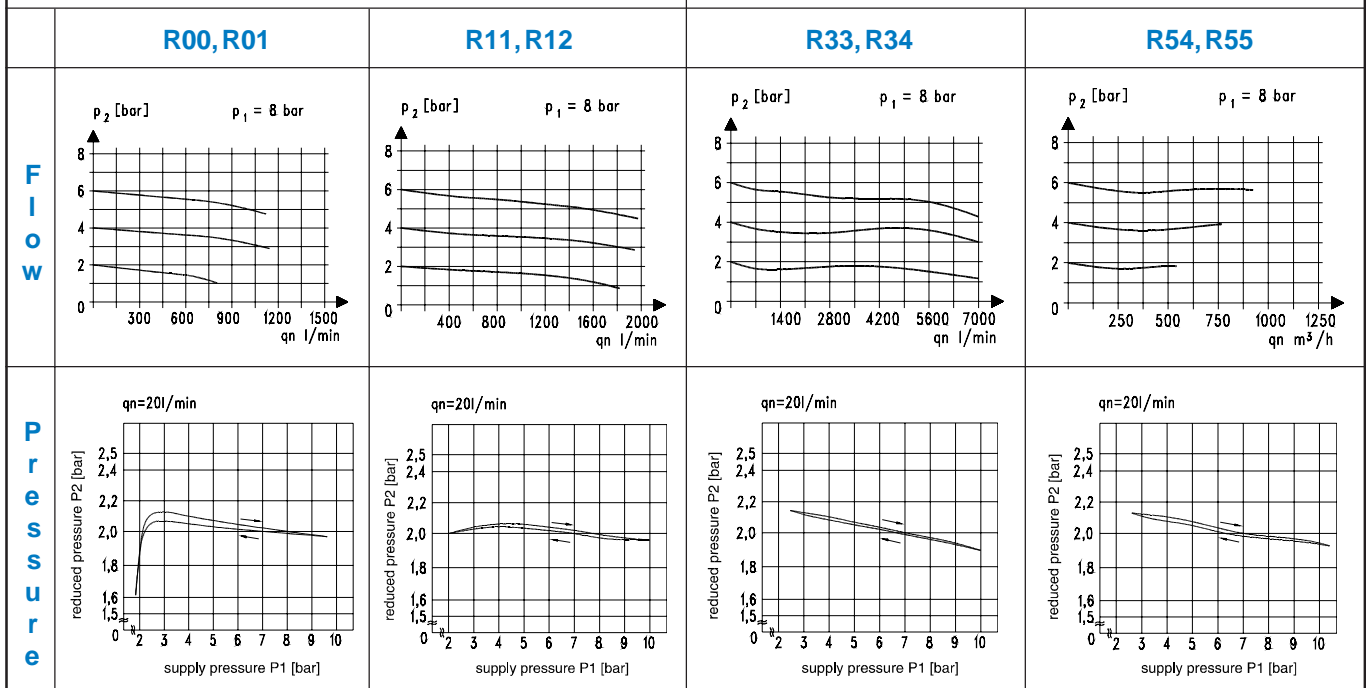 R00, R01
R11, R12
R33, R34
R54, R55
Flow
p2 [bar] p1 = 8 bar
8
6
4
2
0
300 600 900 1200 1500
qn l/min
p2 [bar] p1 = 8 bar
8
6
4
2
0
400 800 1200 1600 2000
qn l/min
p2 [bar] p1 = 8 bar
8
6
4
2
0
1400 2800 4200 5600 7000
qn l/min
p2 [bar] p1 = 8 bar
8
6
4
2
0
250 500 750 1000 1250
qn m³/h
Pressure
qn=20l/min
reduced pressure P2 [bar]
2,5
2,4
2,2
2,0
1,8
1,6
1,5
0 2 3 4 5 6 7 8 9 10
supply pressure P1 [bar]
qn=20l/min
reduced pressure P2 [bar]
2,5
2,4
2,2
2,0
1,8
1,6
1,5
0 2 3 4 5 6 7 8 9 10
supply pressure P1 [bar]
qn=20l/min
reduced pressure P2 [bar]
2,5
2,4
2,2
2,0
1,8
1,6
1,5
0 2 3 4 5 6 7 8 9 10
supply pressure P1 [bar]
qn=20l/min
reduced pressure P2 [bar]
2,5
2,4
2,2
2,0
1,8
1,6
1,5
0 2 3 4 5 6 7 8 9 10
supply pressure P1 [bar]